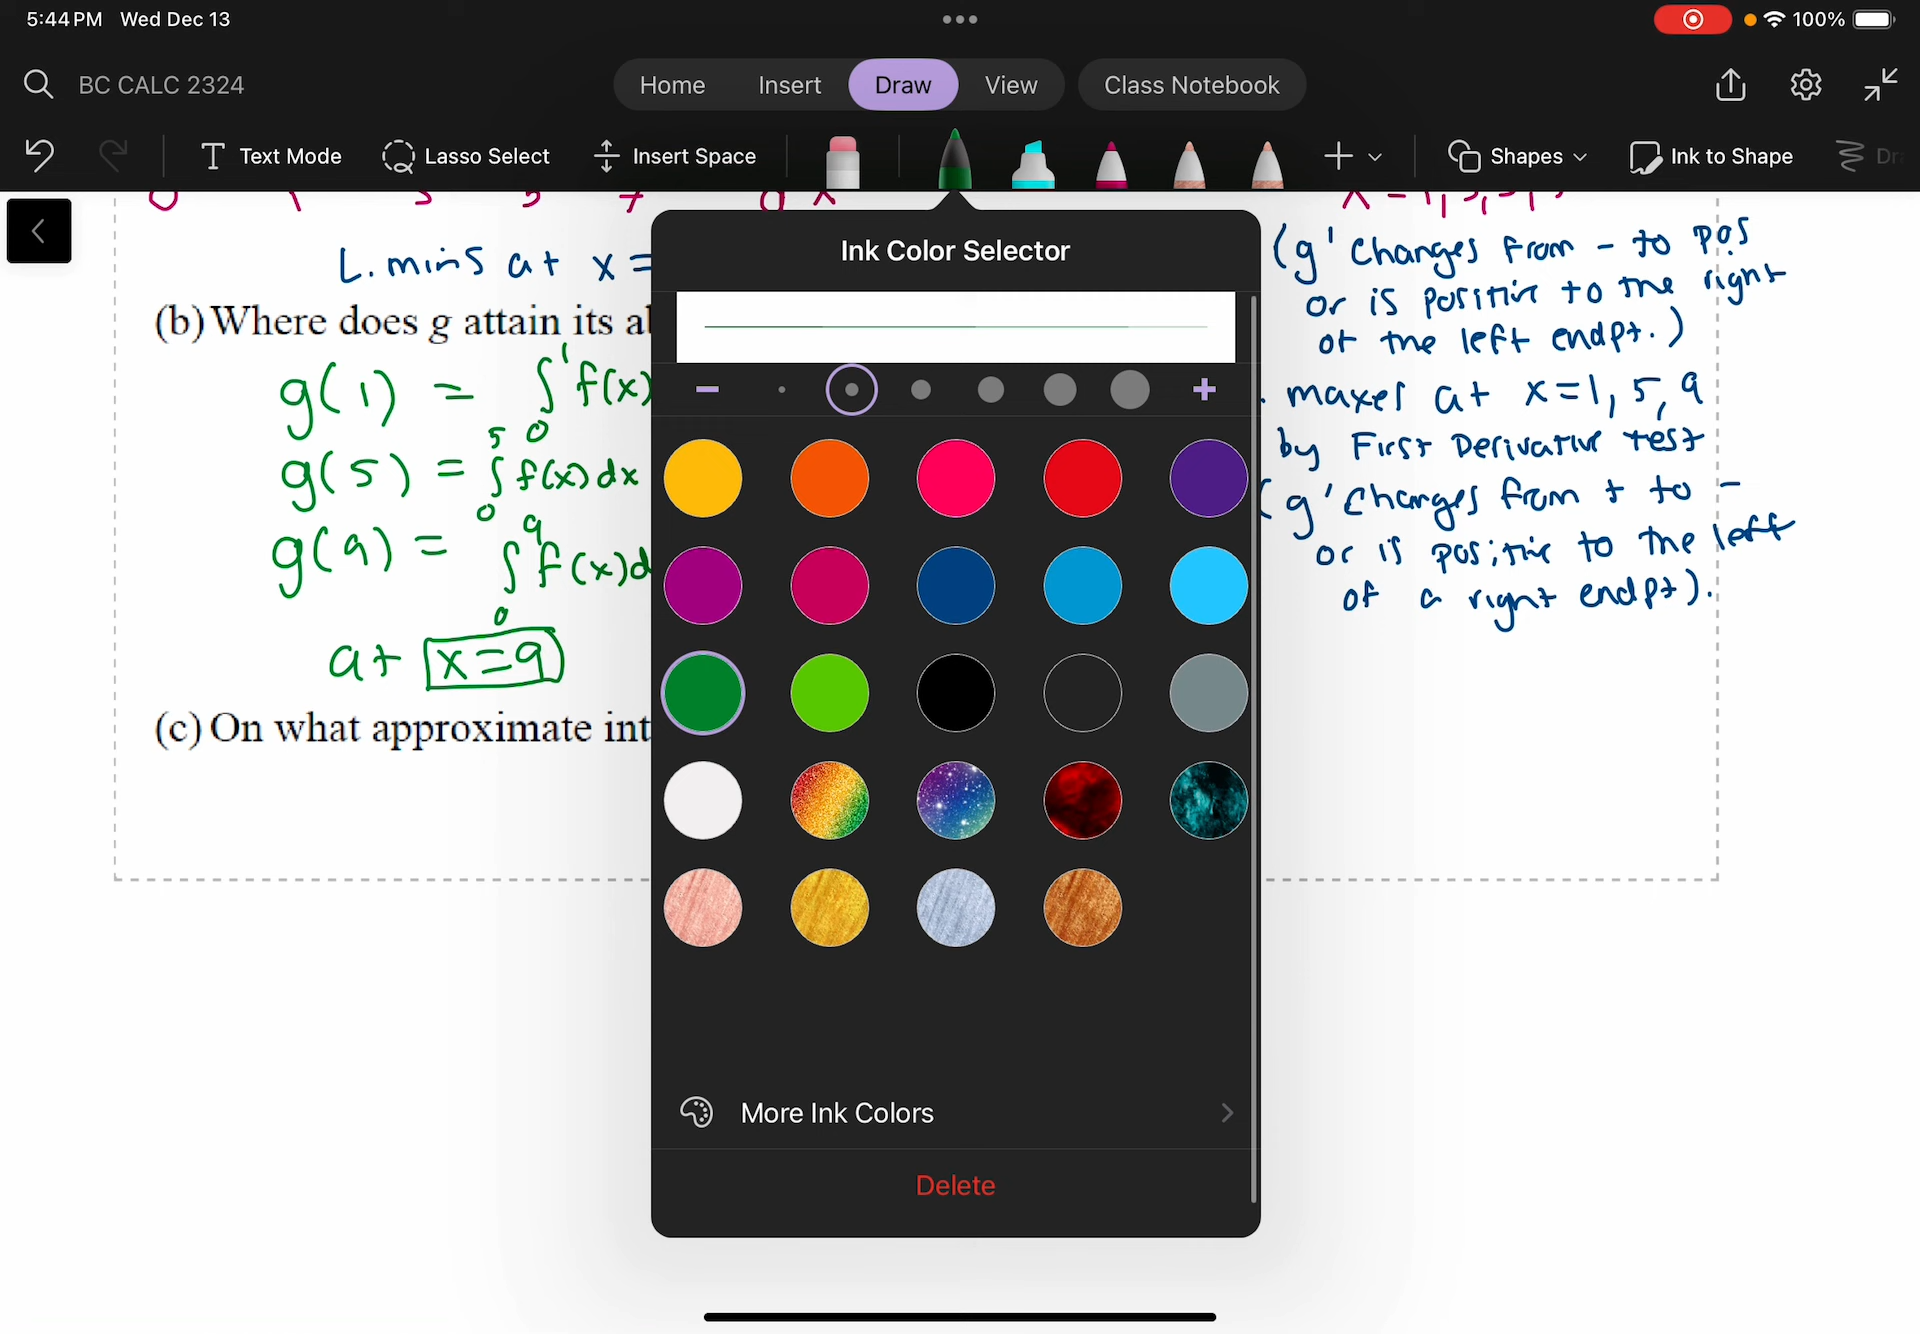 5:44 PM Wed Dec 13
100%
BC CALC 2324
Home Insert Draw View Class Notebook
Text Mode Lasso Select Insert Space Shapes Ink to Shape Dr
L. mins at x =
(b) Where does g attain its al
g(1) = ∫₀¹ f(x)
g(5) = ∫₀⁵ f(x) dx
g(9) = ∫₀⁹ f(x)d
at x=9
(c) On what approximate int
Ink Color Selector
More Ink Colors
Delete
(g' changes from - to pos
or is positive to the right
of the left endpt.)
. maxes at x=1, 5, 9
by First Derivative test
(g' changes from + to -
or is positive to the left
of a right endpt).